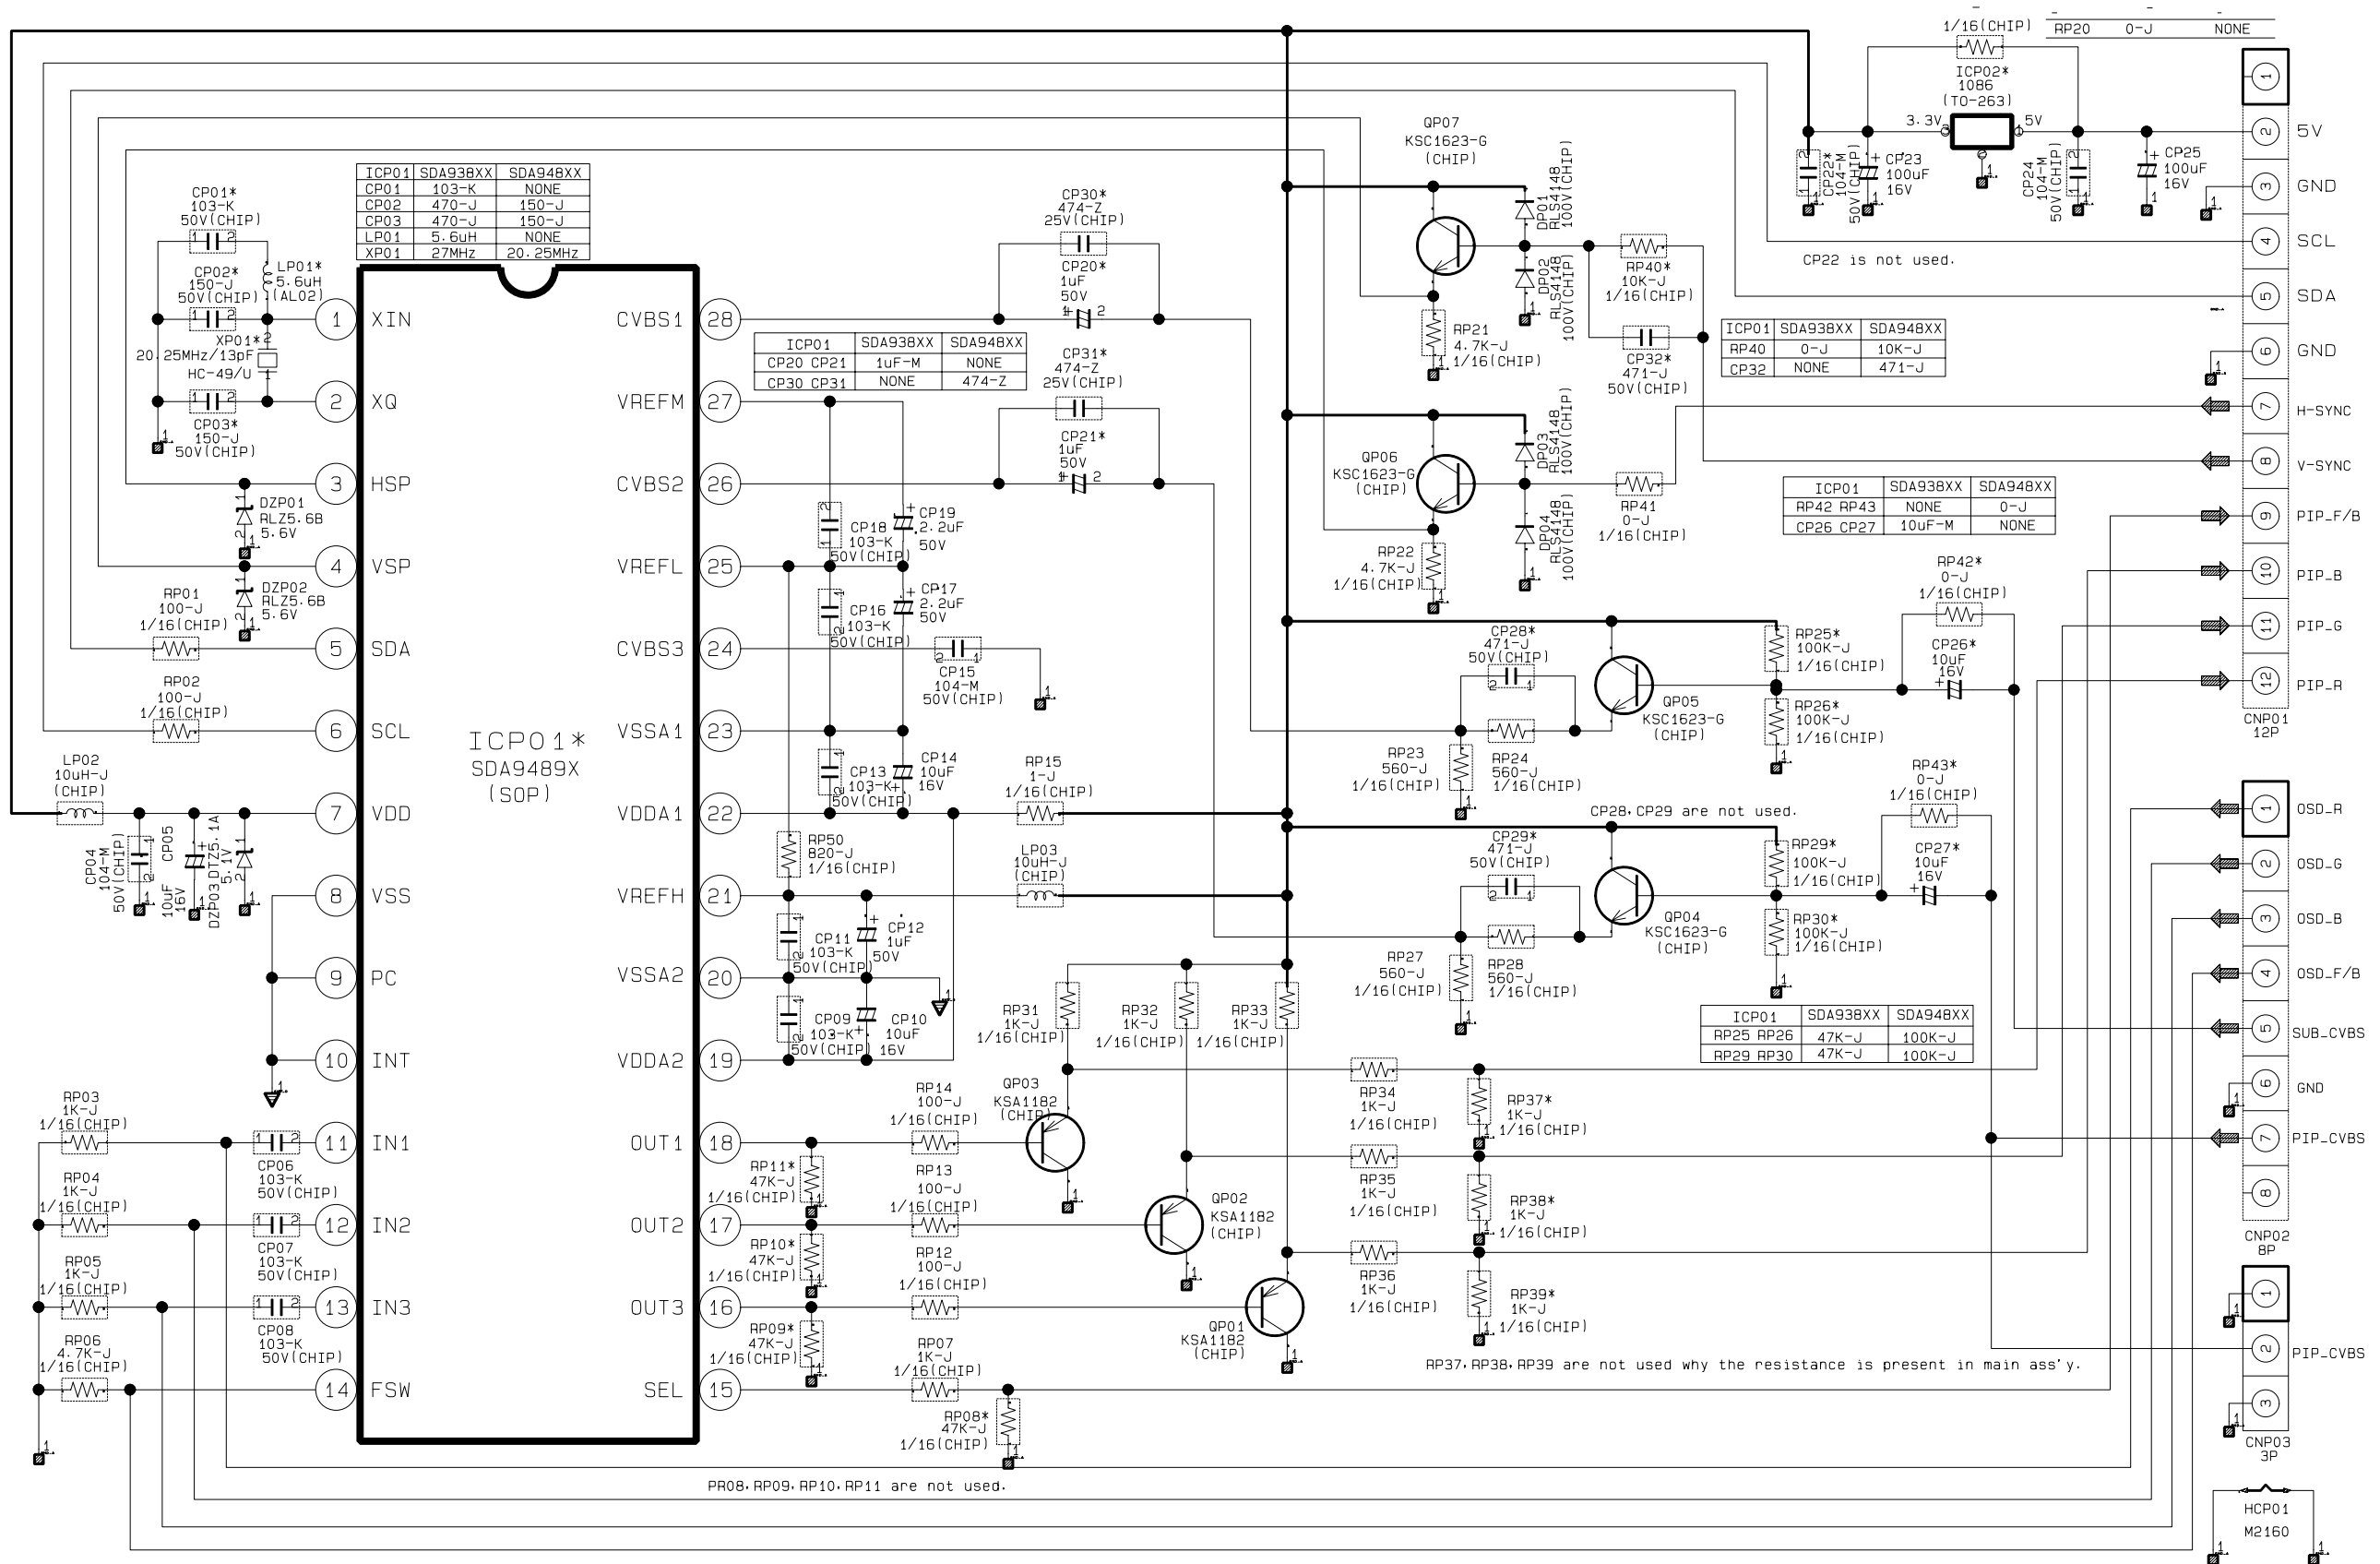 1/16(CHIP)
RP20 0-J NONE
ICP02*
1086
(TO-263)
3.3V 5V
CP22*
104-M
50V(CHIP)
CP23
100uF
16V
CP24
104-M
50V(CHIP)
CP25
100uF
16V
CP22 is not used.
1
2 5V
3 GND
4 SCL
5 SDA
6 GND
7 H-SYNC
8 V-SYNC
9 PIP_F/B
10 PIP_B
11 PIP_G
12 PIP_R
CNP01
12P
1 OSD_R
2 OSD_G
3 OSD_B
4 OSD_F/B
5 SUB_CVBS
6 GND
7 PIP_CVBS
8
CNP02
8P
1
2 PIP_CVBS
3
CNP03
3P
HCP01
M2160
ICP01 SDA938XX SDA948XX
CP01 103-K NONE
CP02 470-J 150-J
CP03 470-J 150-J
LP01 5.6uH NONE
XP01 27MHz 20.25MHz
CP01*
103-K
50V(CHIP)
CP02*
150-J
50V(CHIP)
LP01*
5.6uH
(AL02)
XP01*
20.25MHz/13pF
HC-49/U
CP03*
150-J
50V(CHIP)
DZP01
RLZ5.6B
5.6V
DZP02
RLZ5.6B
5.6V
RP01
100-J
1/16(CHIP)
RP02
100-J
1/16(CHIP)
LP02
10uH-J
(CHIP)
CP04
104-M
50V(CHIP)
CP05
10uF
16V
DZP03 DTZ5.1A
5.1V
RP03
1K-J
1/16(CHIP)
RP04
1K-J
1/16(CHIP)
RP05
1K-J
1/16(CHIP)
RP06
4.7K-J
1/16(CHIP)
CP06
103-K
50V(CHIP)
CP07
103-K
50V(CHIP)
CP08
103-K
50V(CHIP)
ICP01*
SDA9489X
(SOP)
1 XIN
2 XQ
3 HSP
4 VSP
5 SDA
6 SCL
7 VDD
8 VSS
9 PC
10 INT
11 IN1
12 IN2
13 IN3
14 FSW
CVBS1 28
VREFM 27
CVBS2 26
VREFL 25
CVBS3 24
VSSA1 23
VDDA1 22
VREFH 21
VSSA2 20
VDDA2 19
OUT1 18
OUT2 17
OUT3 16
SEL 15
CP30*
474-Z
25V(CHIP)
CP20*
1uF
50V
ICP01 SDA938XX SDA948XX
CP20 CP21 1uF-M NONE
CP30 CP31 NONE 474-Z
CP31*
474-Z
25V(CHIP)
CP21*
1uF
50V
CP18
103-K
50V(CHIP)
CP19
2.2uF
50V
CP16
103-K
50V(CHIP)
CP17
2.2uF
50V
CP15
104-M
50V(CHIP)
CP13
103-K
50V(CHIP)
CP14
10uF
16V
RP15
1-J
1/16(CHIP)
RP50
820-J
1/16(CHIP)
LP03
10uH-J
(CHIP)
CP11
103-K
50V(CHIP)
CP12
1uF
50V
CP09
103-K
50V(CHIP)
CP10
10uF
16V
RP14
100-J
1/16(CHIP)
RP13
100-J
1/16(CHIP)
RP12
100-J
1/16(CHIP)
RP07
1K-J
1/16(CHIP)
RP11*
47K-J
1/16(CHIP)
RP10*
47K-J
1/16(CHIP)
RP09*
47K-J
1/16(CHIP)
RP08*
47K-J
1/16(CHIP)
PR08,RP09,RP10,RP11 are not used.
QP07
KSC1623-G
(CHIP)
DP01
RLS4148
100V(CHIP)
DP02
RLS4148
100V(CHIP)
RP21
4.7K-J
1/16(CHIP)
RP40*
10K-J
1/16(CHIP)
CP32*
471-J
50V(CHIP)
ICP01 SDA938XX SDA948XX
RP40 0-J 10K-J
CP32 NONE 471-J
QP06
KSC1623-G
(CHIP)
DP03
RLS4148
100V(CHIP)
DP04
RLS4148
100V(CHIP)
RP41
0-J
1/16(CHIP)
RP22
4.7K-J
1/16(CHIP)
ICP01 SDA938XX SDA948XX
RP42 RP43 NONE 0-J
CP26 CP27 10uF-M NONE
CP28*
471-J
50V(CHIP)
QP05
KSC1623-G
(CHIP)
RP25*
100K-J
1/16(CHIP)
RP26*
100K-J
1/16(CHIP)
RP42*
0-J
1/16(CHIP)
CP26*
10uF
16V
RP23
560-J
1/16(CHIP)
RP24
560-J
1/16(CHIP)
CP28,CP29 are not used.
CP29*
471-J
50V(CHIP)
QP04
KSC1623-G
(CHIP)
RP29*
100K-J
1/16(CHIP)
RP30*
100K-J
1/16(CHIP)
RP43*
0-J
1/16(CHIP)
CP27*
10uF
16V
RP27
560-J
1/16(CHIP)
RP28
560-J
1/16(CHIP)
ICP01 SDA938XX SDA948XX
RP25 RP26 47K-J 100K-J
RP29 RP30 47K-J 100K-J
RP31
1K-J
1/16(CHIP)
RP32
1K-J
1/16(CHIP)
RP33
1K-J
1/16(CHIP)
QP03
KSA1182
(CHIP)
QP02
KSA1182
(CHIP)
QP01
KSA1182
(CHIP)
RP34
1K-J
1/16(CHIP)
RP35
1K-J
1/16(CHIP)
RP36
1K-J
1/16(CHIP)
RP37*
1K-J
1/16(CHIP)
RP38*
1K-J
1/16(CHIP)
RP39*
1K-J
1/16(CHIP)
RP37,RP38,RP39 are not used why the resistance is present in main ass'y.